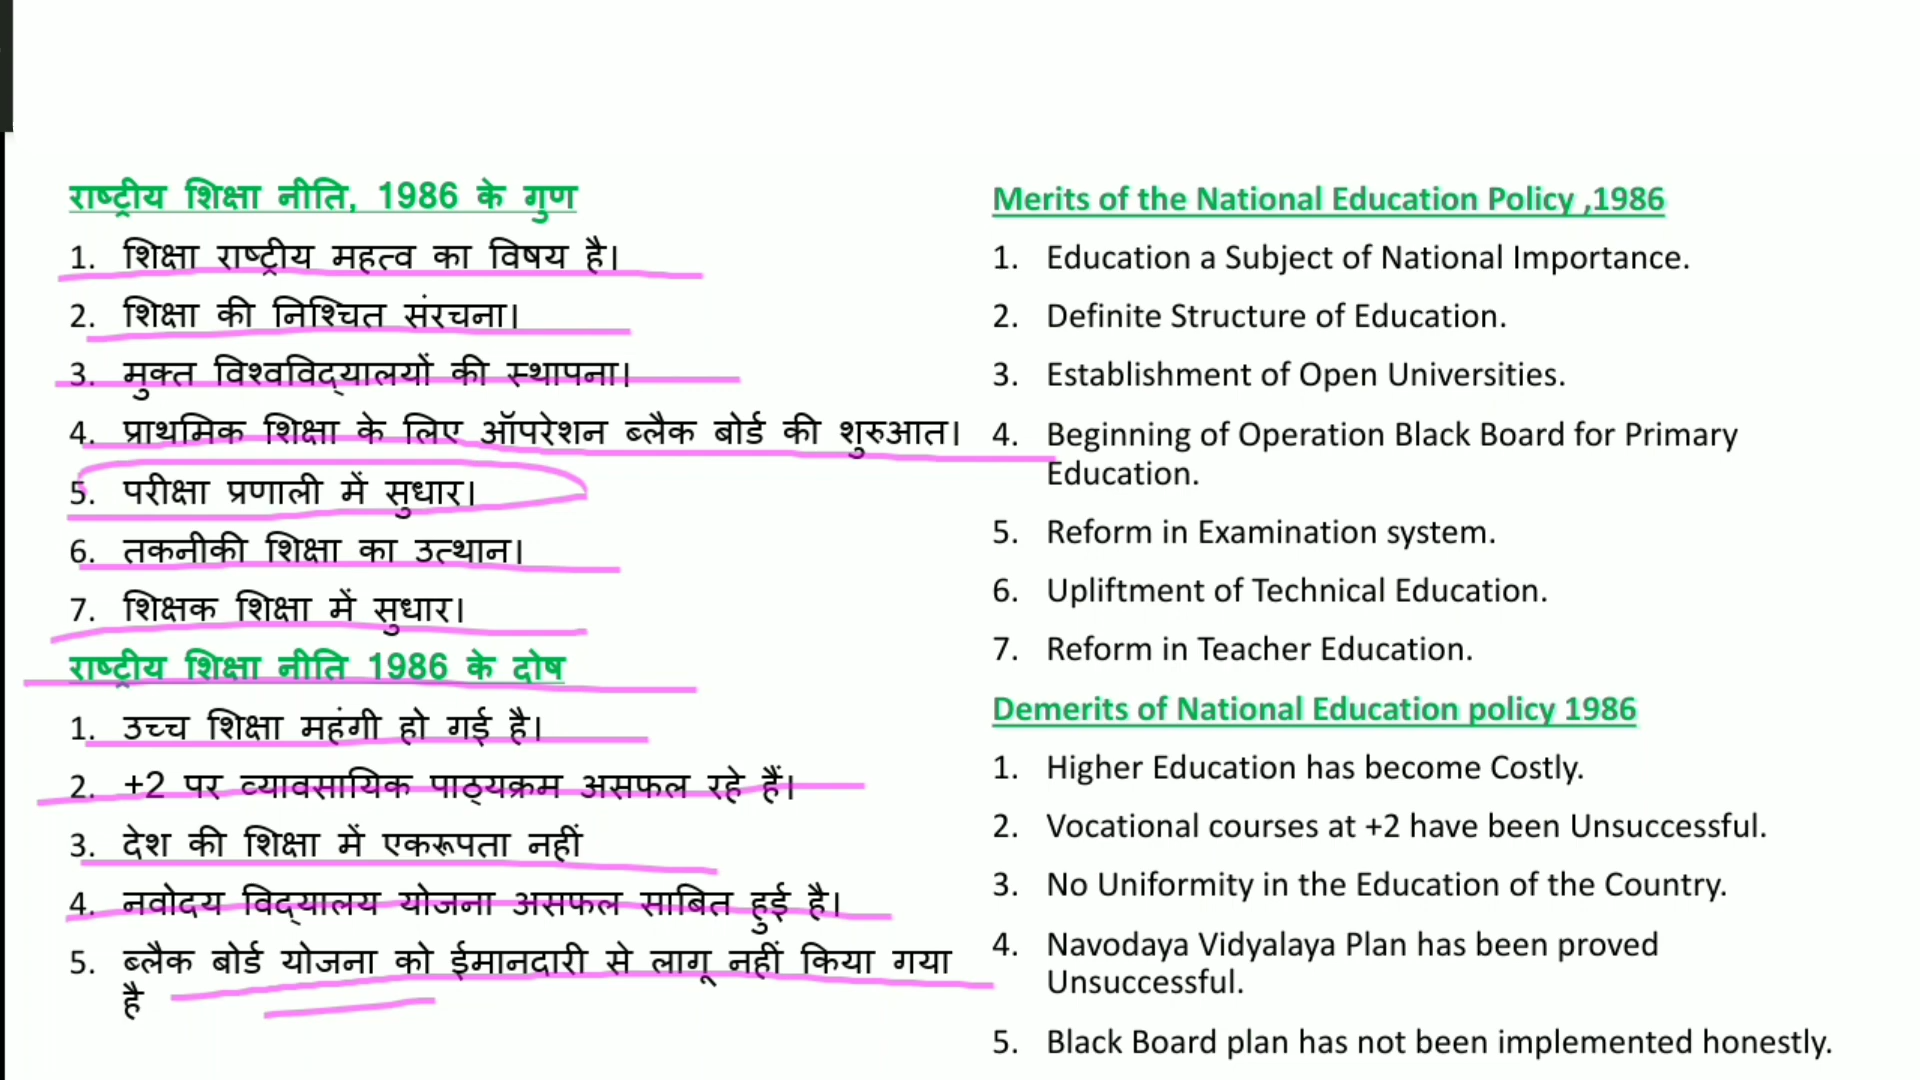 राष्ट्रीय शिक्षा नीति, 1986 के गुण
1. शिक्षा राष्ट्रीय महत्व का विषय है।
2. शिक्षा की निश्चित संरचना।
3. मुक्त विश्वविद्यालयों की स्थापना।
4. प्राथमिक शिक्षा के लिए ऑपरेशन ब्लैक बोर्ड की शुरुआत।
5. परीक्षा प्रणाली में सुधार।
6. तकनीकी शिक्षा का उत्थान।
7. शिक्षक शिक्षा में सुधार।
राष्ट्रीय शिक्षा नीति 1986 के दोष
1. उच्च शिक्षा महंगी हो गई है।
2. +2 पर व्यावसायिक पाठ्यक्रम असफल रहे हैं।
3. देश की शिक्षा में एकरूपता नहीं
4. नवोदय विद्यालय योजना असफल साबित हुई है।
5. ब्लैक बोर्ड योजना को ईमानदारी से लागू नहीं किया गया
है
Merits of the National Education Policy ,1986
1. Education a Subject of National Importance.
2. Definite Structure of Education.
3. Establishment of Open Universities.
4. Beginning of Operation Black Board for Primary
Education.
5. Reform in Examination system.
6. Upliftment of Technical Education.
7. Reform in Teacher Education.
Demerits of National Education policy 1986
1. Higher Education has become Costly.
2. Vocational courses at +2 have been Unsuccessful.
3. No Uniformity in the Education of the Country.
4. Navodaya Vidyalaya Plan has been proved
Unsuccessful.
5. Black Board plan has not been implemented honestly.